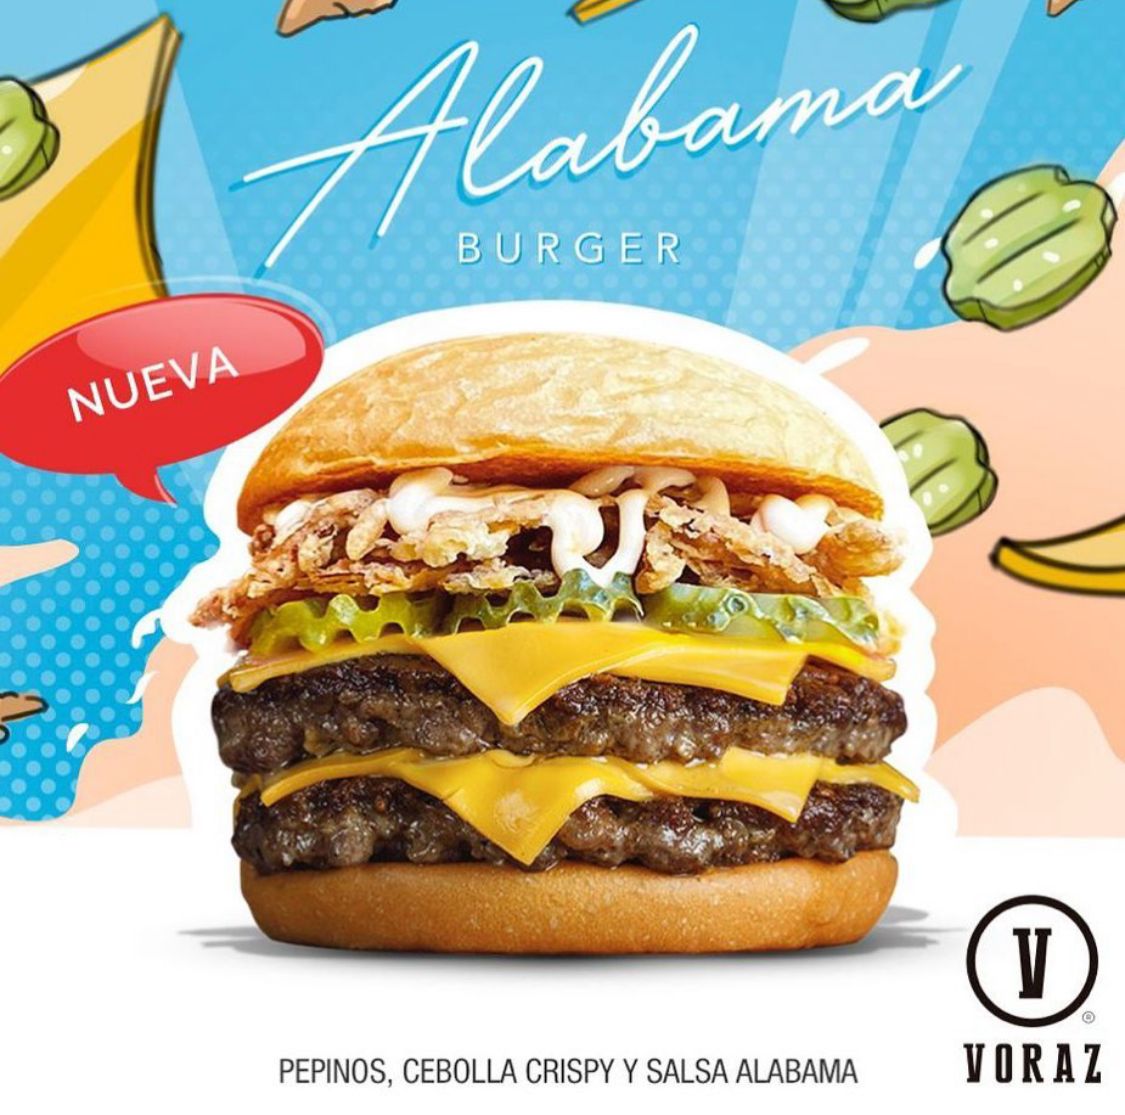 Alabama
BURGER
NUEVA
V
®
VORAZ
PEPINOS, CEBOLLA CRISPY Y SALSA ALABAMA